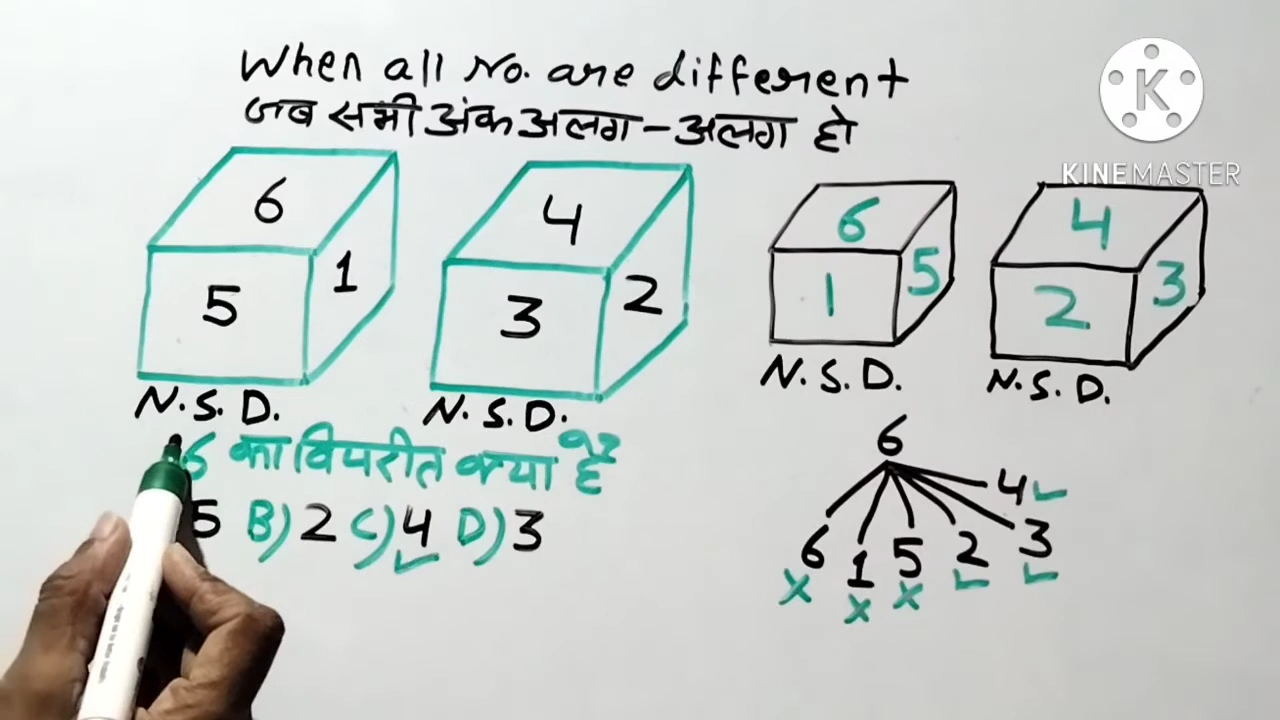 When all No. are different
जब सभी अंक अलग-अलग हो
6
5
1
4
3
2
6
1
5
4
2
3
N.S.D.
N.S.D.
N.S.D.
N.S.D.
6 का विपरीत क्या है
5 B) 2 C) 4 ✓ D) 3
6
6 1 5 2 3 4
× × × ✓ ✓ ✓
K
KINEMASTER